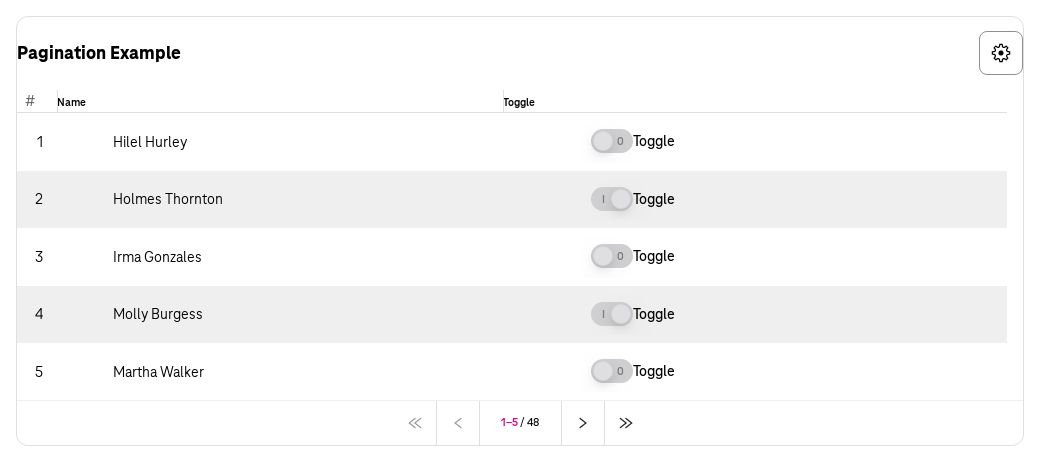 Pagination Example
# Name Toggle
1 Hilel Hurley 0 Toggle
2 Holmes Thornton I Toggle
3 Irma Gonzales 0 Toggle
4 Molly Burgess I Toggle
5 Martha Walker 0 Toggle
1–5 / 48